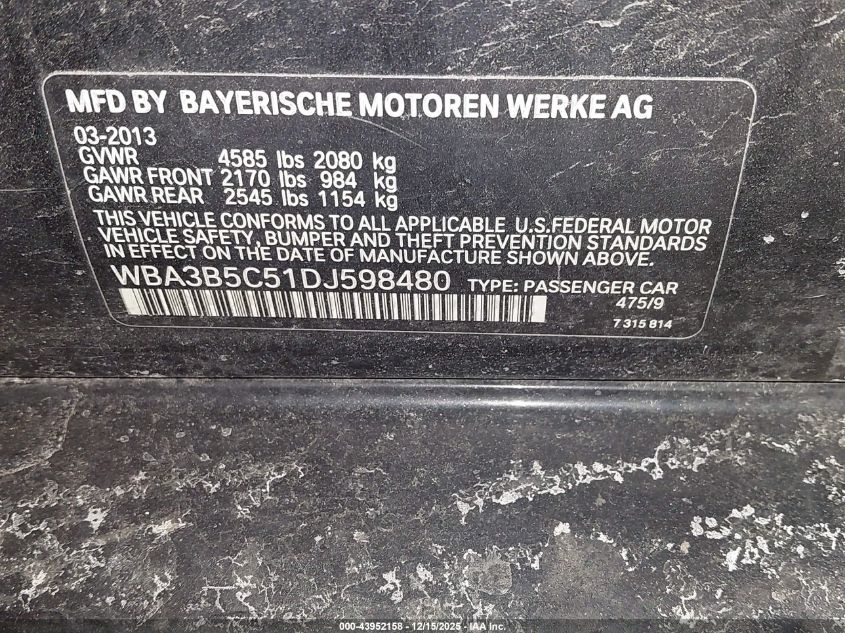 MFD BY BAYERISCHE MOTOREN WERKE AG
03-2013
GVWR 4585 lbs 2080 kg
GAWR FRONT 2170 lbs 984 kg
GAWR REAR 2545 lbs 1154 kg
THIS VEHICLE CONFORMS TO ALL APPLICABLE U.S.FEDERAL MOTOR
VEHICLE SAFETY, BUMPER AND THEFT PREVENTION STANDARDS
IN EFFECT ON THE DATE OF MANUFACTURE SHOWN ABOVE.
WBA3B5C51DJ598480 TYPE: PASSENGER CAR
475/9
7 315 814
000-43952158 - 12/15/2025 - IAA Inc.